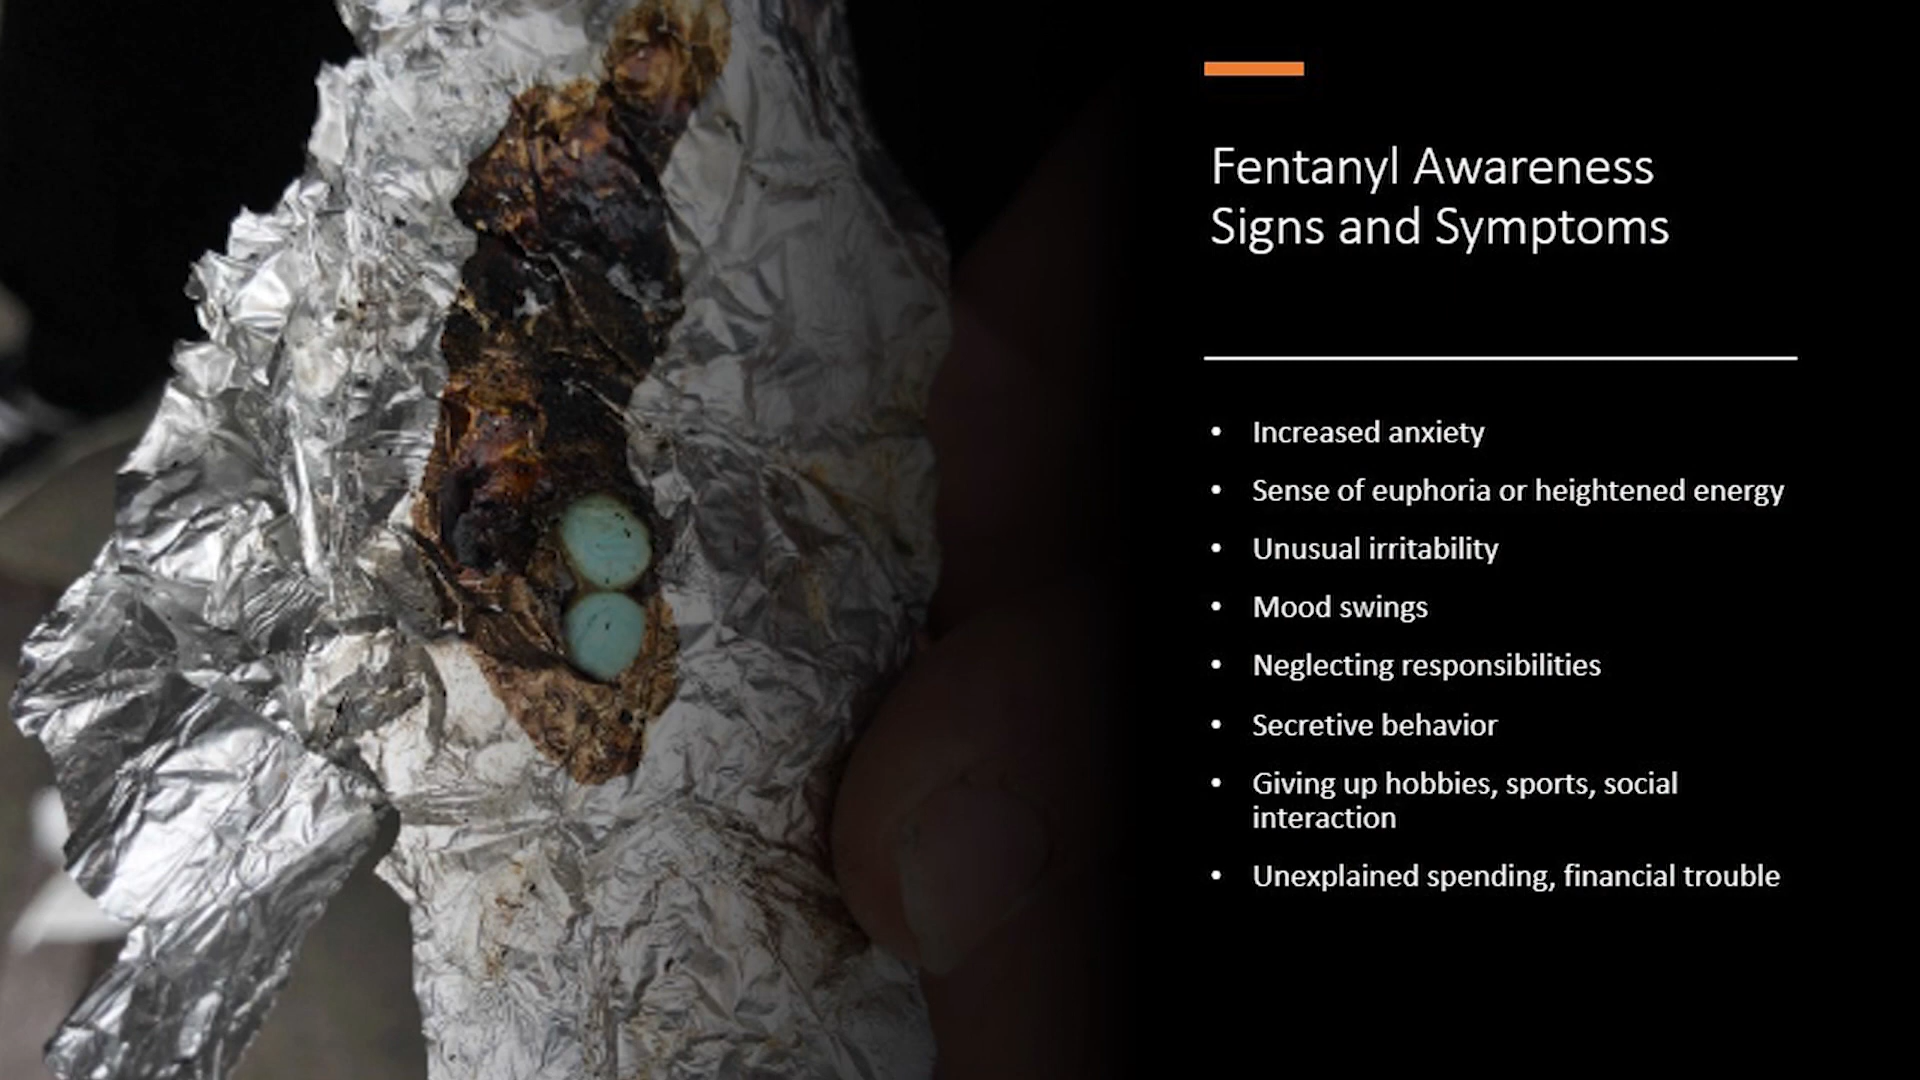 Fentanyl Awareness
Signs and Symptoms
• Increased anxiety
• Sense of euphoria or heightened energy
• Unusual irritability
• Mood swings
• Neglecting responsibilities
• Secretive behavior
• Giving up hobbies, sports, social
interaction
• Unexplained spending, financial trouble